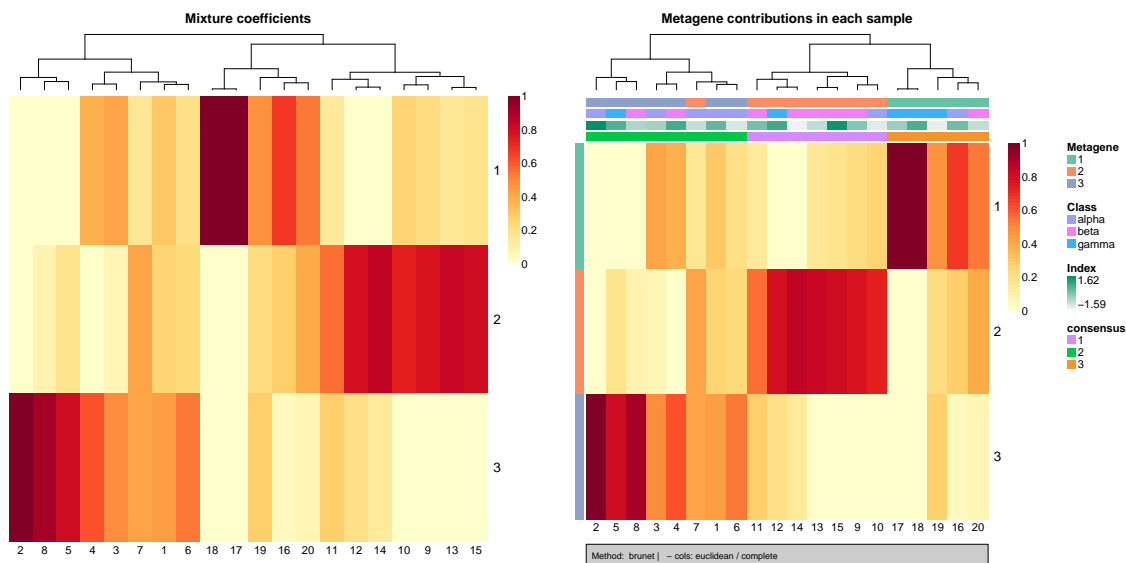 Mixture coefficients
1
0.8
0.6
0.4
0.2
0
1
2
3
2 8 5 4 3 7 1 6 18 17 19 16 20 11 12 14 10 9 13 15
Metagene contributions in each sample
1
0.8
0.6
0.4
0.2
0
1
2
3
2 5 8 3 4 7 1 6 11 12 14 13 15 9 10 17 18 19 16 20
Method: brunet | − cols: euclidean / complete
Metagene
1
2
3
Class
alpha
beta
gamma
Index
1.62
−1.59
consensus
1
2
3